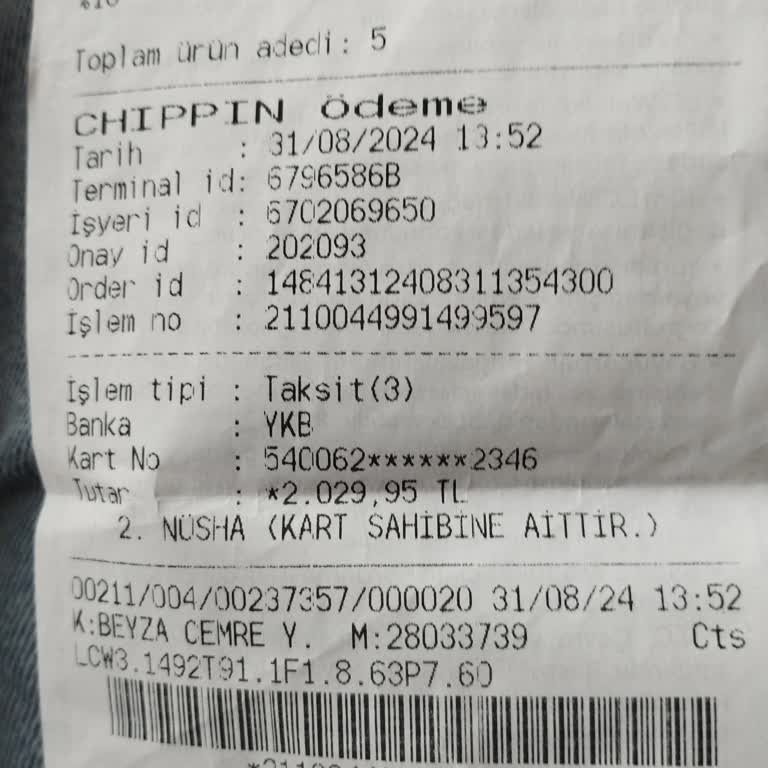 Toplam ürün adedi: 5
CHIPPIN Ödeme
Tarih : 31/08/2024 13:52
Terminal id: 6796586B
İşyeri id : 6702069650
Onay id : 202093
Order id : 14841312408311354300
İşlem no : 2110044991499597
İşlem tipi : Taksit(3)
Banka : YKB
Kart No : 540062******2346
Tutar : *2.029,95 TL
2. NÜSHA (KART SAHİBİNE AİTTİR.)
00211/004/00237357/000020 31/08/24 13:52
K:BEYZA CEMRE Y. M:28033739 Cts
LCW3.1492T91.1F1.8.63P7.60